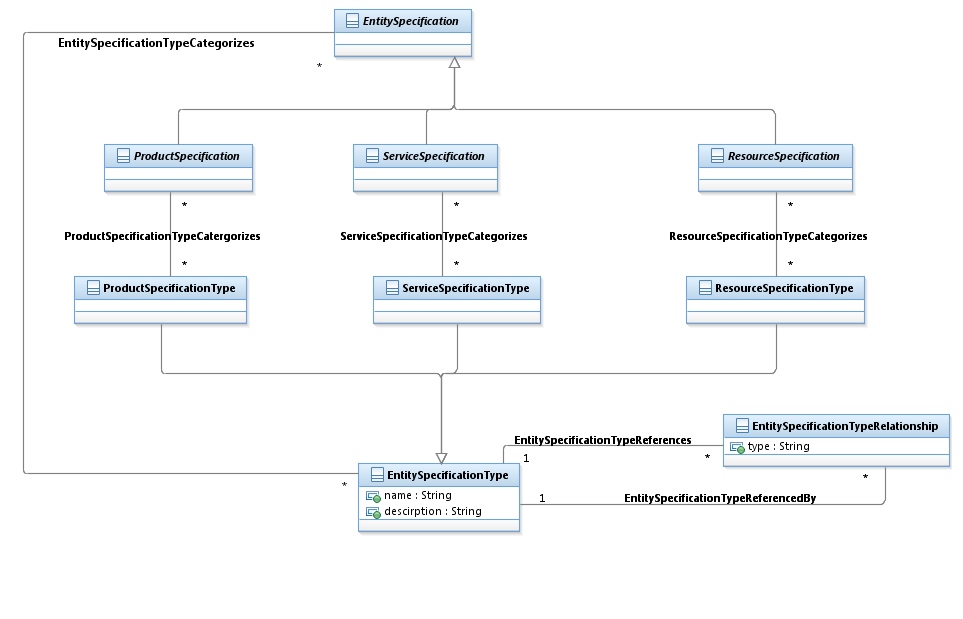 EntitySpecification
EntitySpecificationTypeCategorizes
*
ProductSpecification
ServiceSpecification
ResourceSpecification
* * *
ProductSpecificationTypeCatergorizes
ServiceSpecificationTypeCategorizes
ResourceSpecificationTypeCategorizes
* * *
ProductSpecificationType
ServiceSpecificationType
ResourceSpecificationType
EntitySpecificationTypeRelationship
type : String
EntitySpecificationTypeReferences
1 *
EntitySpecificationType
name : String
descirption : String
*
1 EntitySpecificationTypeReferencedBy
*